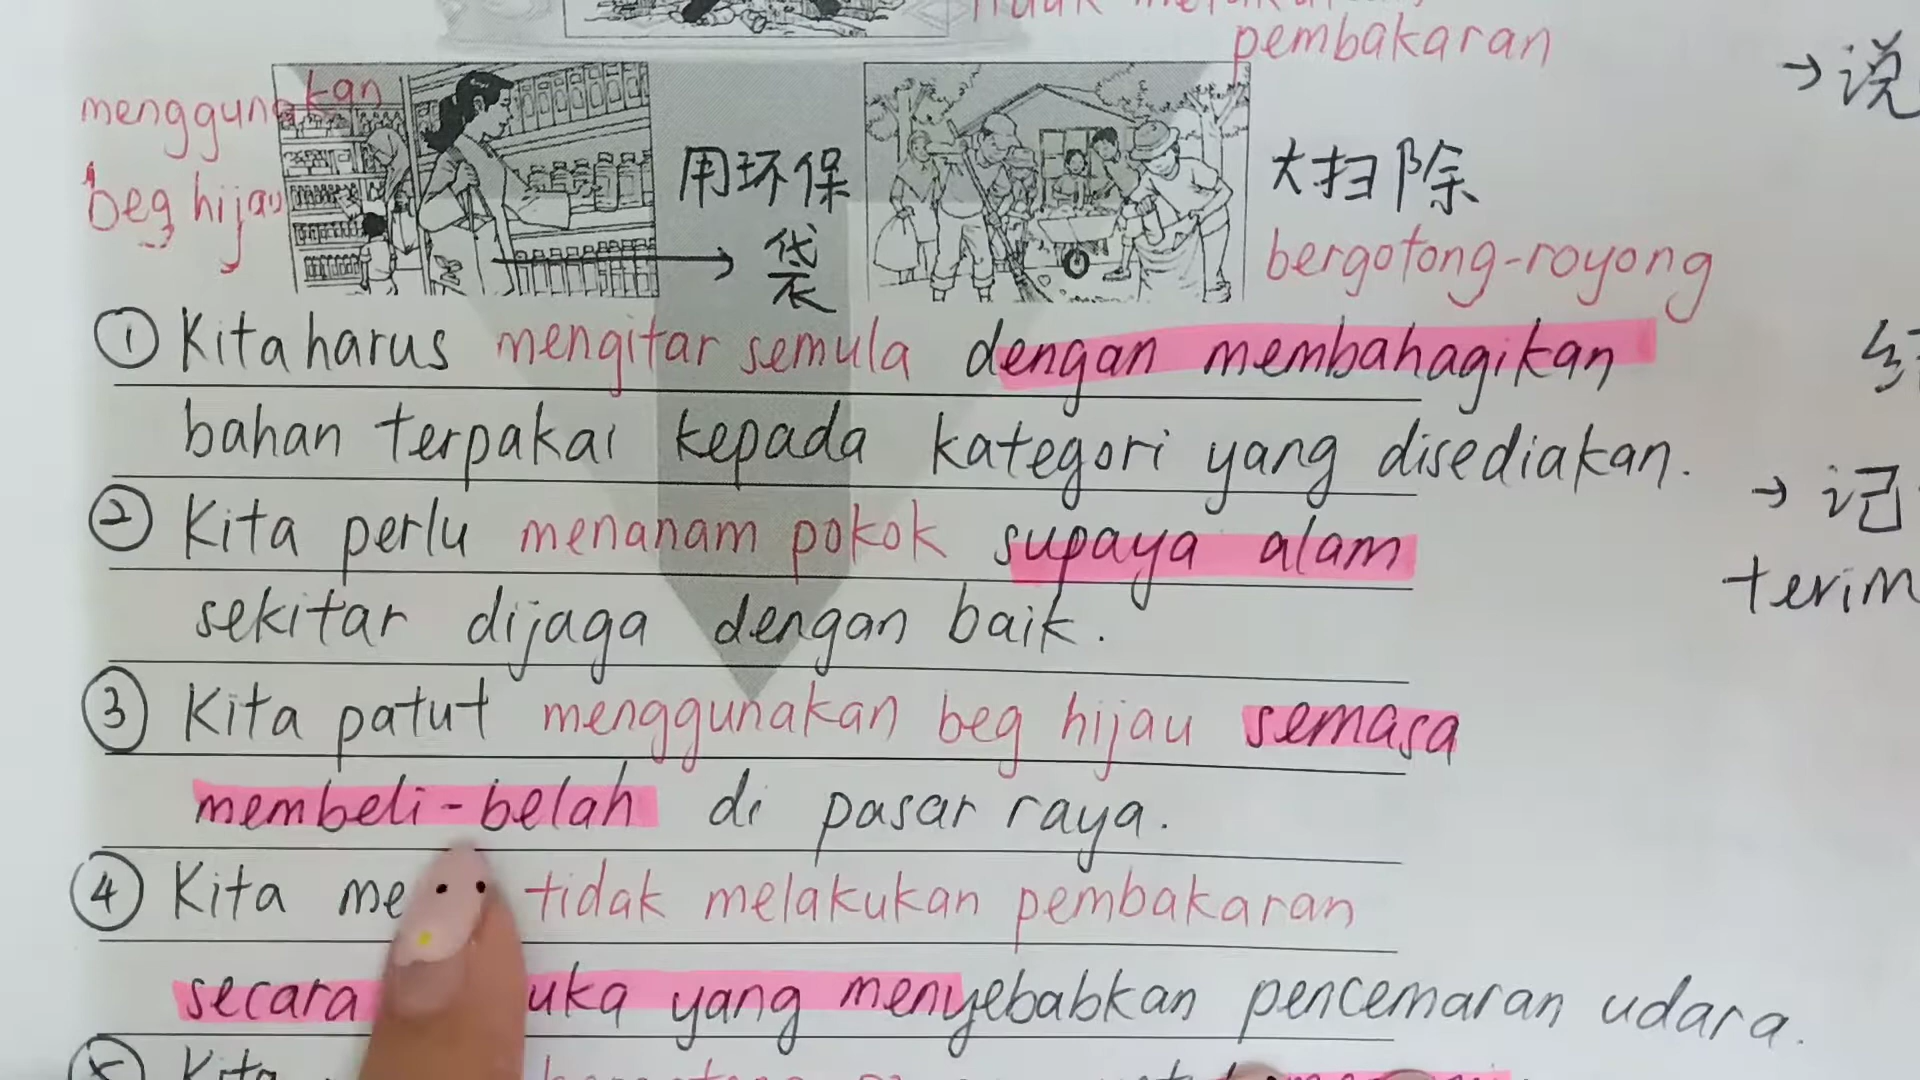 pembakaran
→ 说
menggunakan
beg hijau
用环保
袋
大扫除
bergotong-royong
① Kita harus mengitar semula dengan membahagikan
bahan terpakai kepada kategori yang disediakan.
② Kita perlu menanam pokok supaya alam
→ 记
sekitar dijaga dengan baik.
terim
③ Kita patut menggunakan beg hijau semasa
membeli-belah di pasar raya.
④ Kita me tidak melakukan pembakaran
secara uka yang menyebabkan pencemaran udara.
⑤ Kita